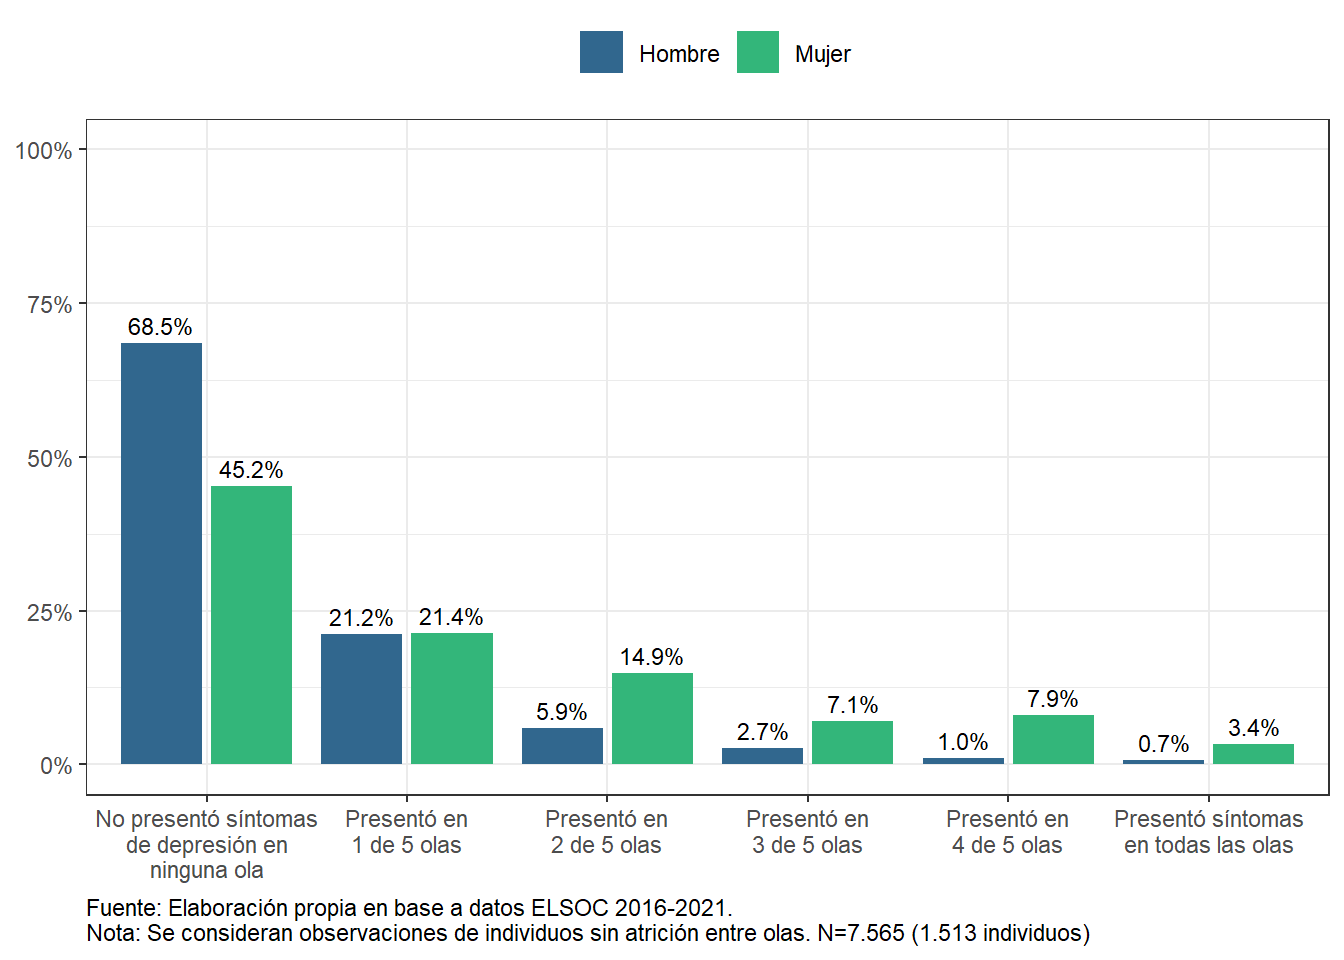 Hombre Mujer
100%
75%
50%
25%
0%
68.5%
45.2%
21.2%
21.4%
5.9%
14.9%
2.7%
7.1%
1.0%
7.9%
0.7%
3.4%
No presentó síntomas
de depresión en
ninguna ola
Presentó en
1 de 5 olas
Presentó en
2 de 5 olas
Presentó en
3 de 5 olas
Presentó en
4 de 5 olas
Presentó síntomas
en todas las olas
Fuente: Elaboración propia en base a datos ELSOC 2016-2021.
Nota: Se consideran observaciones de individuos sin atrición entre olas. N=7.565 (1.513 individuos)